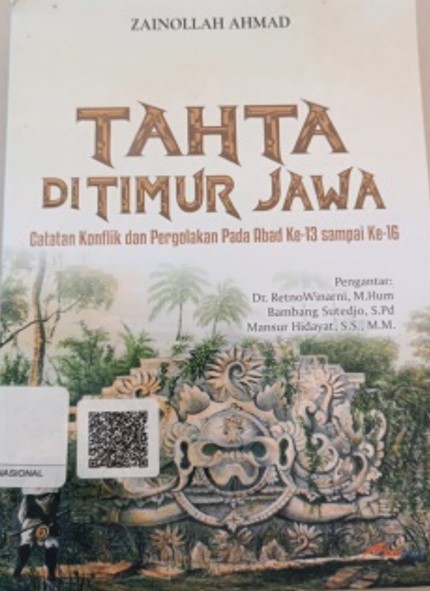 ZAINOLLAH AHMAD
TAHTA
DI TIMUR JAWA
Catatan Konflik dan Pergolakan Pada Abad Ke-13 sampai Ke-16
Pengantar:
Dr. RetnoWinarni, M.Hum
Bambang Sutedjo, S.Pd
Mansur Hidayat, S.S., M.M.
NASIONAL